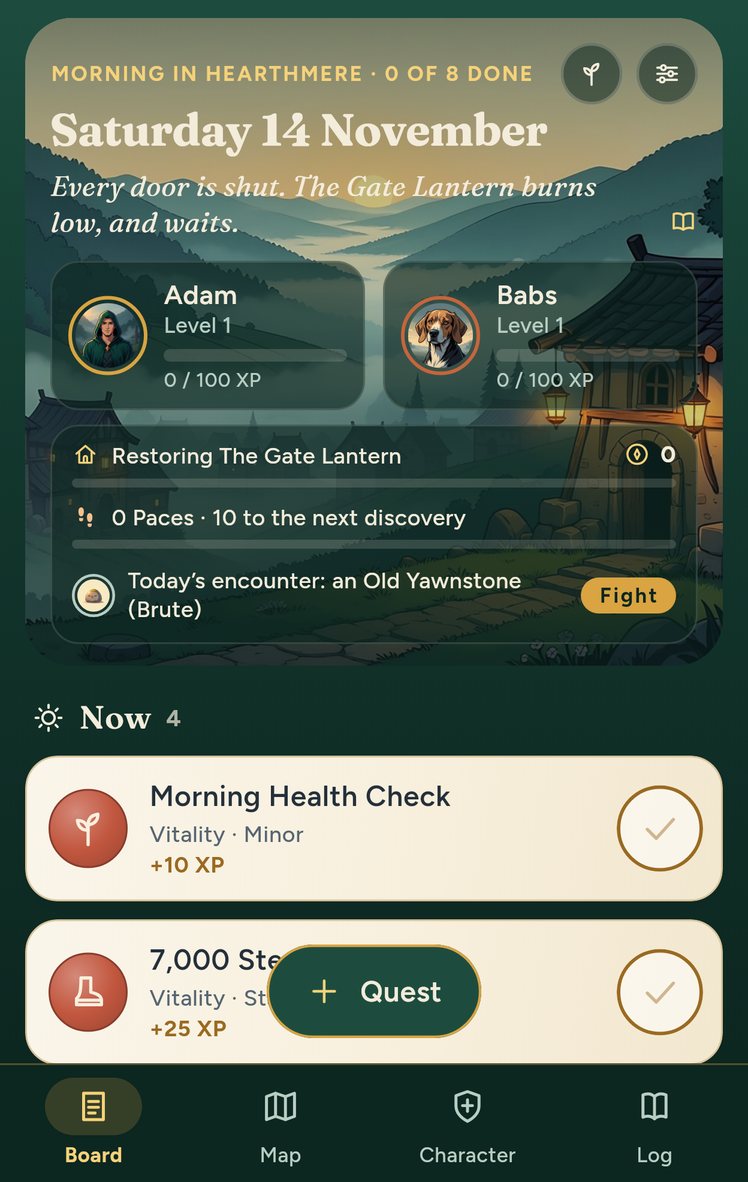 MORNING IN HEARTHMERE · 0 OF 8 DONE
Saturday 14 November
Every door is shut. The Gate Lantern burns
low, and waits.
Adam
Level 1
0 / 100 XP
Babs
Level 1
0 / 100 XP
Restoring The Gate Lantern
0
0 Paces · 10 to the next discovery
Today’s encounter: an Old Yawnstone
(Brute)
Fight
Now 4
Morning Health Check
Vitality · Minor
+10 XP
7,000 Ste
Vitality · St
+25 XP
Quest
Board
Map
Character
Log